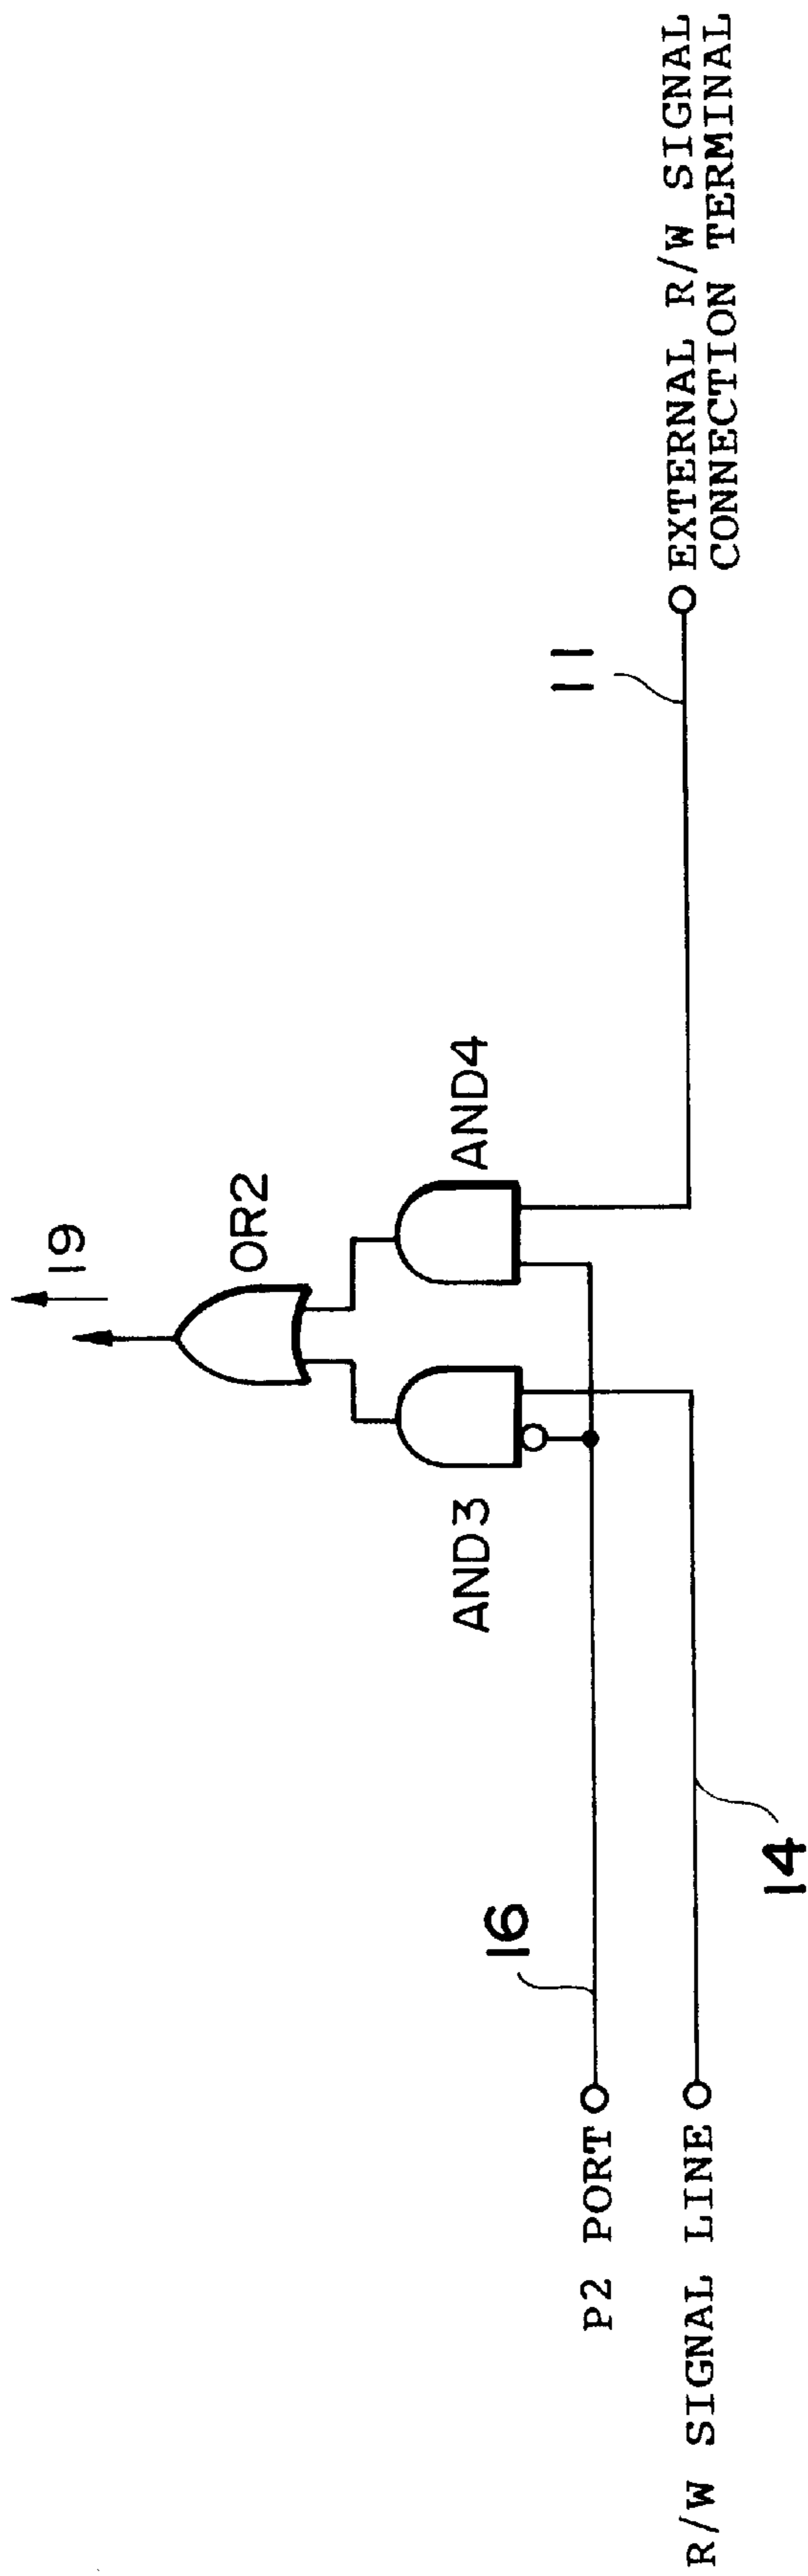 19
OR2
AND3
AND4
16
P2 PORT
R/W SIGNAL LINE
14
11
EXTERNAL R/W SIGNAL
CONNECTION TERMINAL